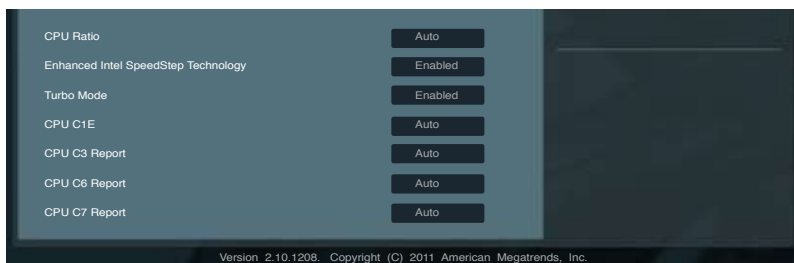 CPU Ratio Auto
Enhanced Intel SpeedStep Technology Enabled
Turbo Mode Enabled
CPU C1E Auto
CPU C3 Report Auto
CPU C6 Report Auto
CPU C7 Report Auto
Version 2.10.1208. Copyright (C) 2011 American Megatrends, Inc.